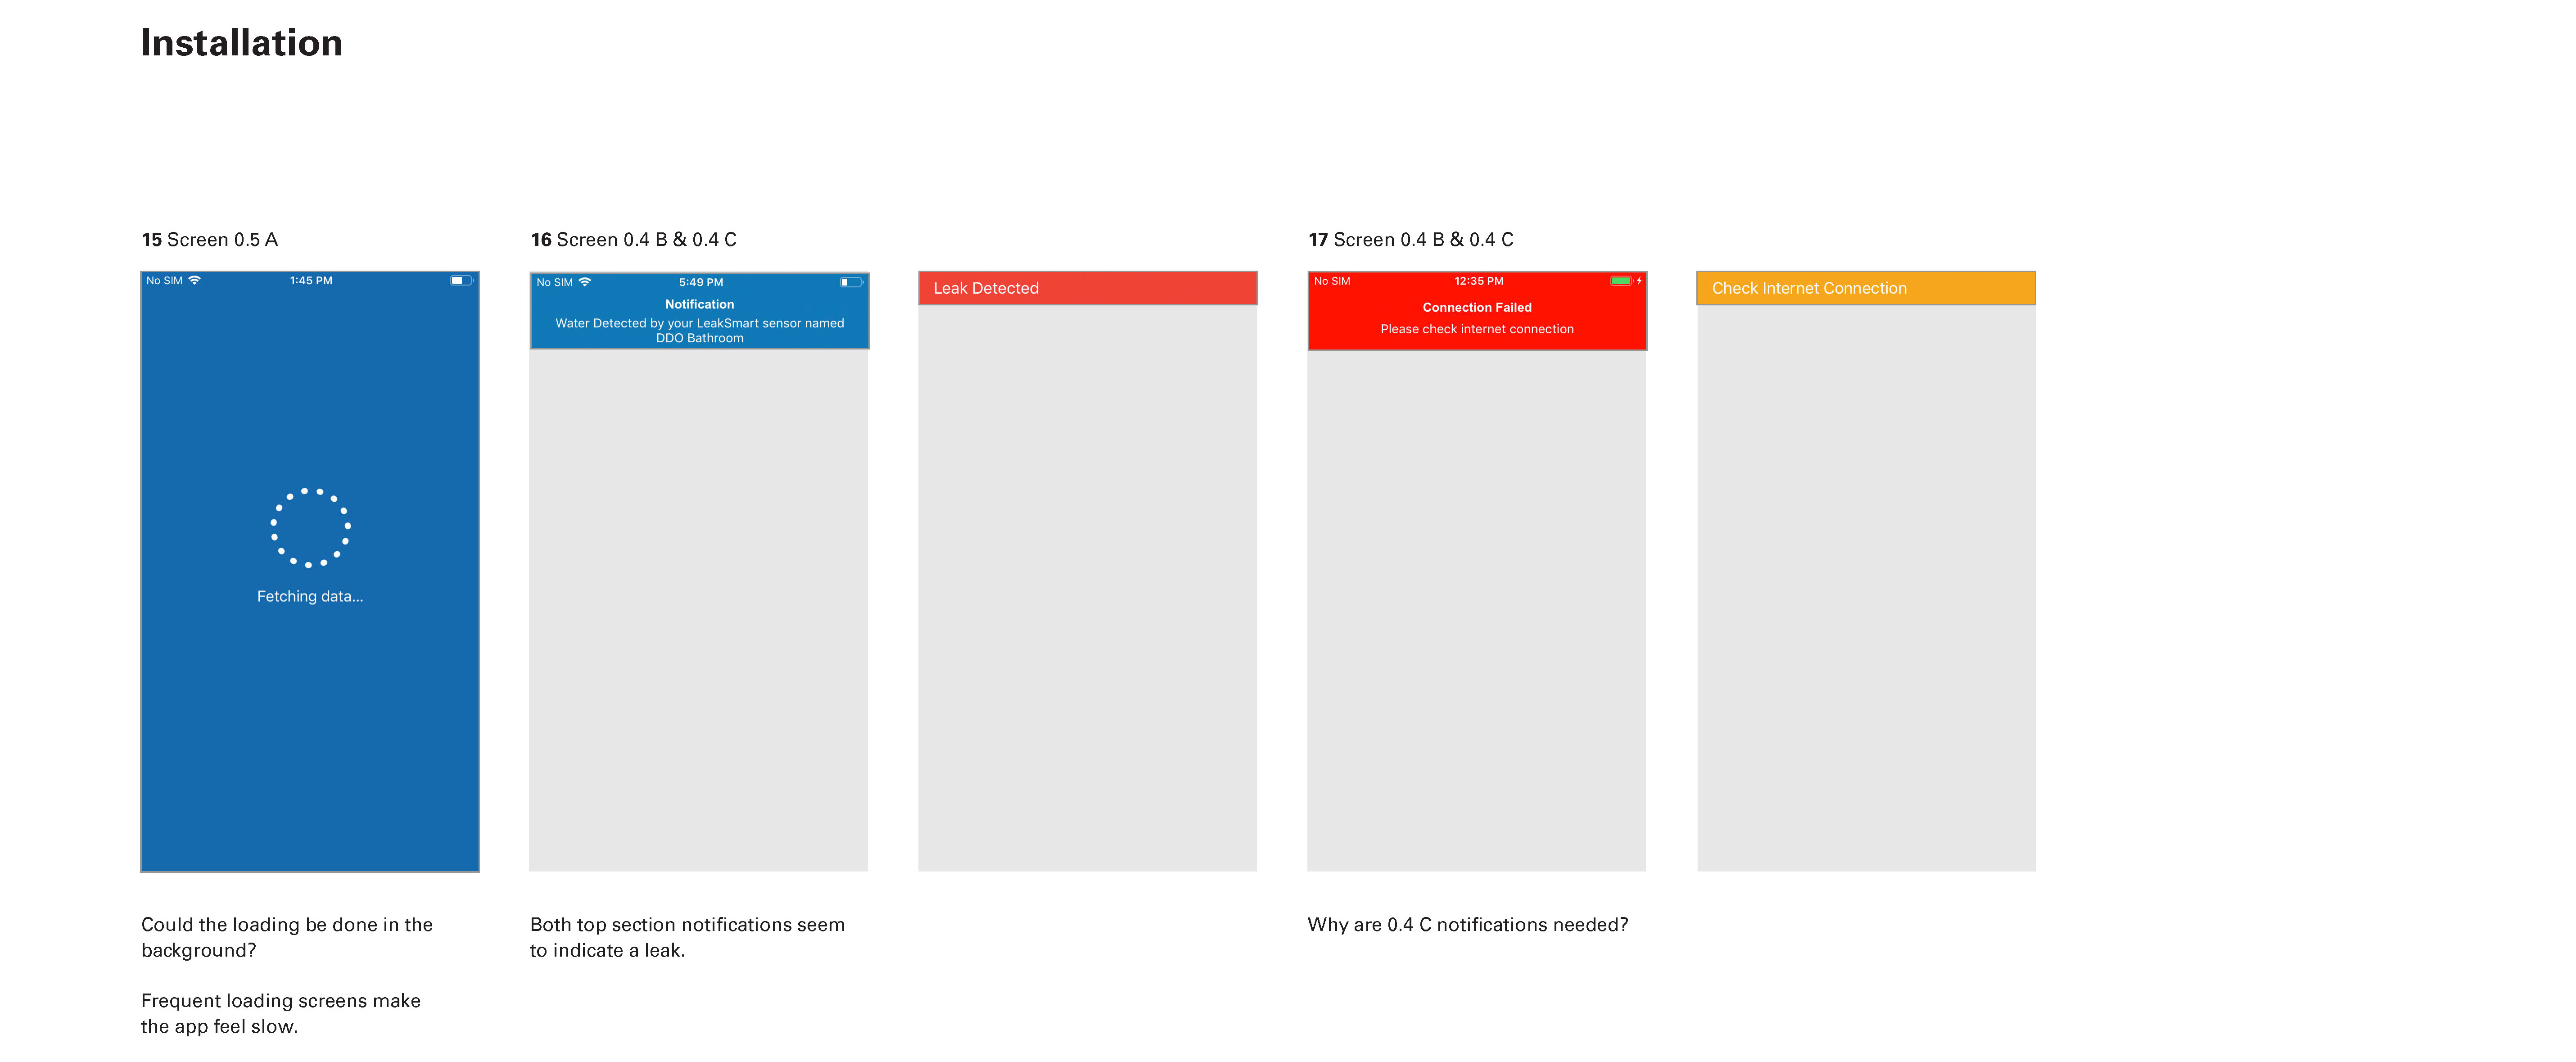 Installation
15 Screen 0.5 A
16 Screen 0.4 B & 0.4 C
17 Screen 0.4 B & 0.4 C
No SIM 1:45 PM
Fetching data...
No SIM 5:49 PM
Notification
Water Detected by your LeakSmart sensor named
DDO Bathroom
Leak Detected
No SIM 12:35 PM
Connection Failed
Please check internet connection
Check Internet Connection
Could the loading be done in the
background?
Frequent loading screens make
the app feel slow.
Both top section notifications seem
to indicate a leak.
Why are 0.4 C notifications needed?